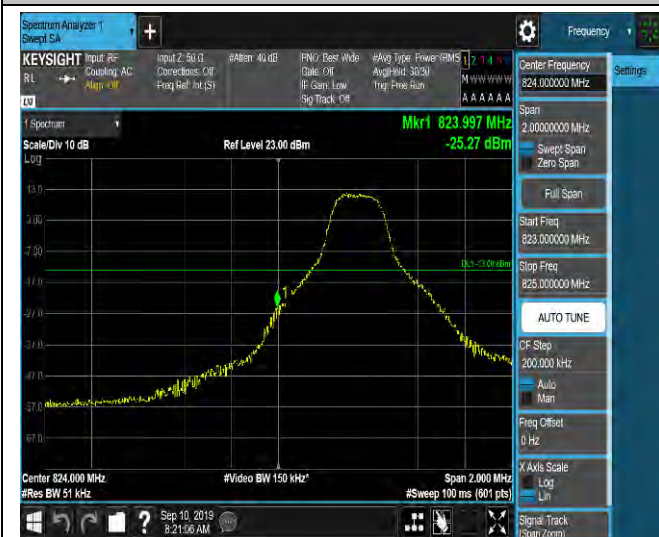 Spectrum Analyzer 1
Swept SA
+
Frequency
KEYSIGHT
RL
Input: RF
Coupling: AC
Align: Off
Input Z: 50 Ω
Corrections: Off
Freq Ref: Int (S)
#Atten: 40 dB
PNO: Best Wide
Gate: Off
IF Gain: Low
Sig Track: Off
#Avg Type: Power (RMS
Avg|Hold: 30/30
Trig: Free Run
M W W W W W
A A A A A A
1 Spectrum
Scale/Div 10 dB
Log
Ref Level 23.00 dBm
Mkr1 823.997 MHz
-25.27 dBm
13.0
3.00
-7.00
-17.0
-27.0
-37.0
-47.0
-57.0
-67.0
DL1 -13.00 dBm
1
Center 824.000 MHz
#Res BW 51 kHz
#Video BW 150 kHz*
Span 2.000 MHz
#Sweep 100 ms (601 pts)
Sep 10, 2019
8:21:06 AM
Center Frequency
824.000000 MHz
Span
2.00000000 MHz
Swept Span
Zero Span
Full Span
Start Freq
823.000000 MHz
Stop Freq
825.000000 MHz
AUTO TUNE
CF Step
200.000 kHz
Auto
Man
Freq Offset
0 Hz
X Axis Scale
Log
Lin
Signal Track
(Span Zoom)
Settings